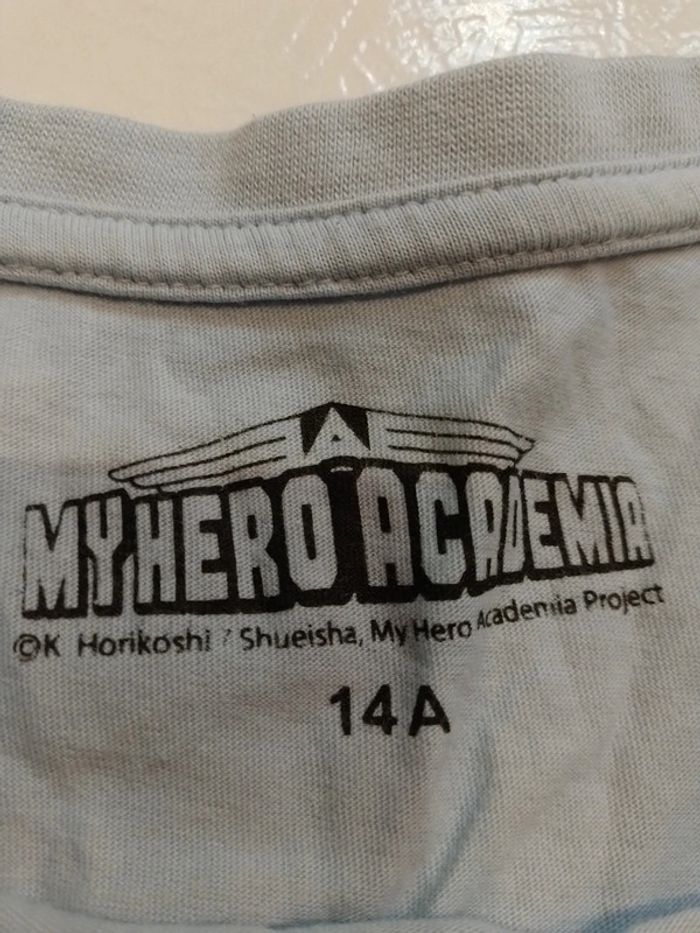 A
MY HERO ACADEMIA
©K Horikoshi / Shueisha, My Hero Academia Project
14A